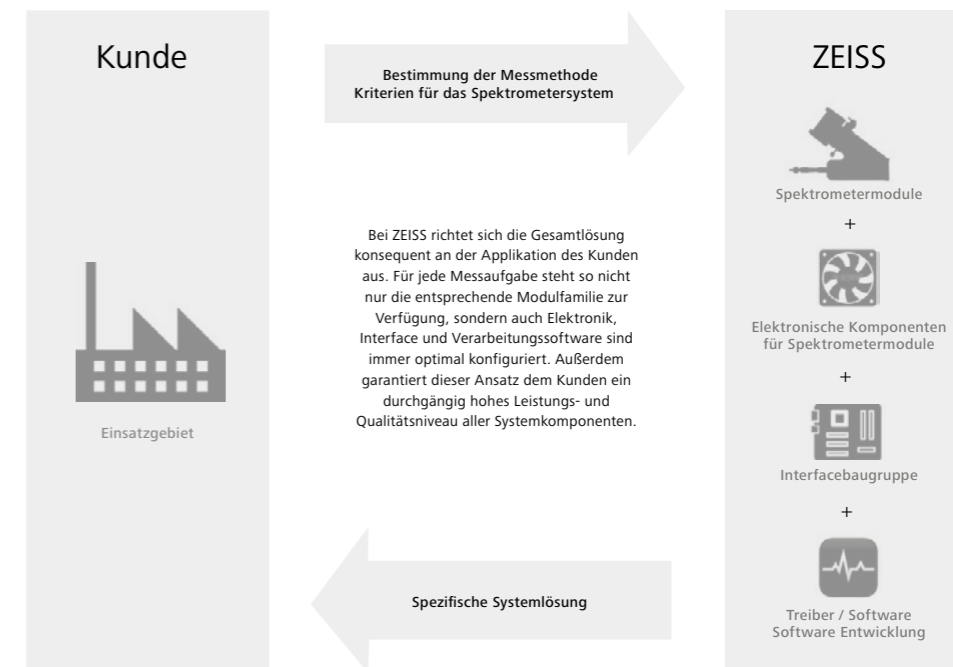 Kunde
Einsatzgebiet
Bestimmung der Messmethode
Kriterien für das Spektrometersystem
Bei ZEISS richtet sich die Gesamtlösung
konsequent an der Applikation des Kunden
aus. Für jede Messaufgabe steht so nicht
nur die entsprechende Modulfamilie zur
Verfügung, sondern auch Elektronik,
Interface und Verarbeitungssoftware sind
immer optimal konfiguriert. Außerdem
garantiert dieser Ansatz dem Kunden ein
durchgängig hohes Leistungs- und
Qualitätsniveau aller Systemkomponenten.
Spezifische Systemlösung
ZEISS
Spektrometermodule
+
Elektronische Komponenten
für Spektrometermodule
+
Interfacebaugruppe
+
Treiber / Software
Software Entwicklung